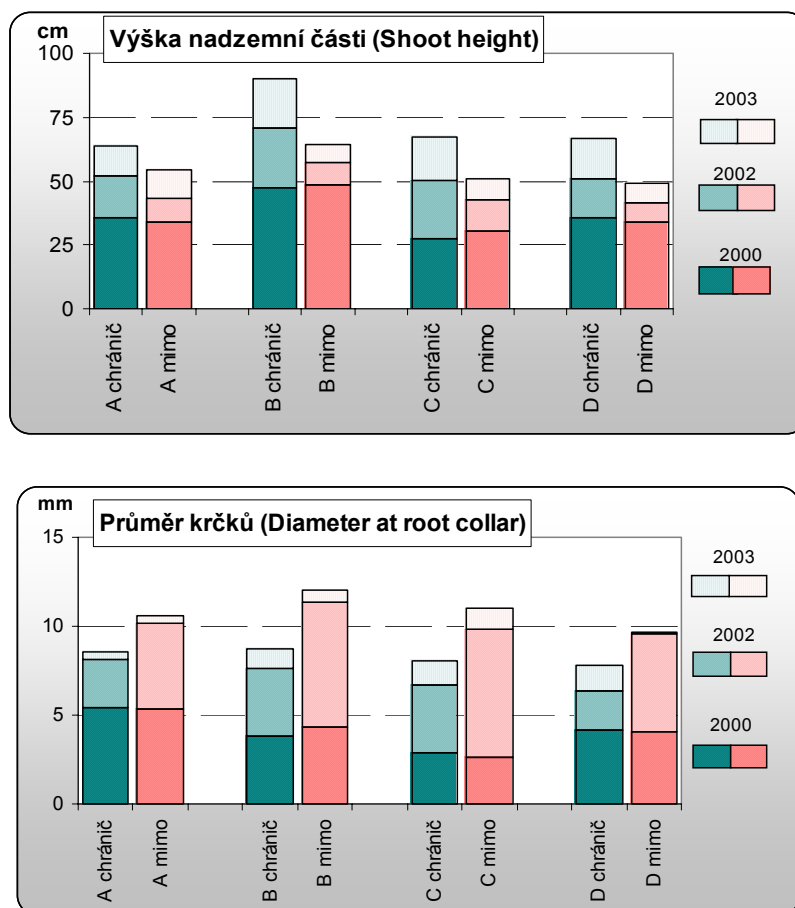 cm
Výška nadzemní části (Shoot height)
100
75
50
25
0
A chránič
A mimo
B chránič
B mimo
C chránič
C mimo
D chránič
D mimo
2003
2002
2000
mm
Průměr krčků (Diameter at root collar)
15
10
5
0
A chránič
A mimo
B chránič
B mimo
C chránič
C mimo
D chránič
D mimo
2003
2002
2000